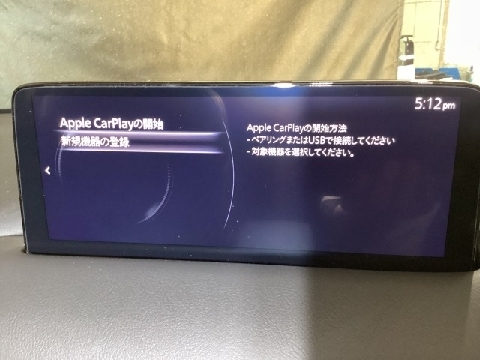 5:12 pm
Apple CarPlayの開始
新規機器の登録
Apple CarPlayの開始方法
- ペアリングまたはUSBで接続してください
- 対象機器を選択してください。